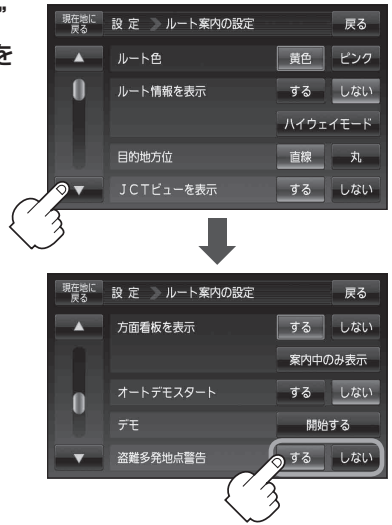 ”
を
現在地に戻る 設 定 ルート案内の設定 戻る
▲ ルート色 黄色 ピンク
ルート情報を表示 する しない
ハイウェイモード
目的地方位 直線 丸
▼ JCTビューを表示 する しない
現在地に戻る 設 定 ルート案内の設定 戻る
▲ 方面看板を表示 する しない
案内中のみ表示
オートデモスタート する しない
デモ 開始する
▼ 盗難多発地点警告 する しない